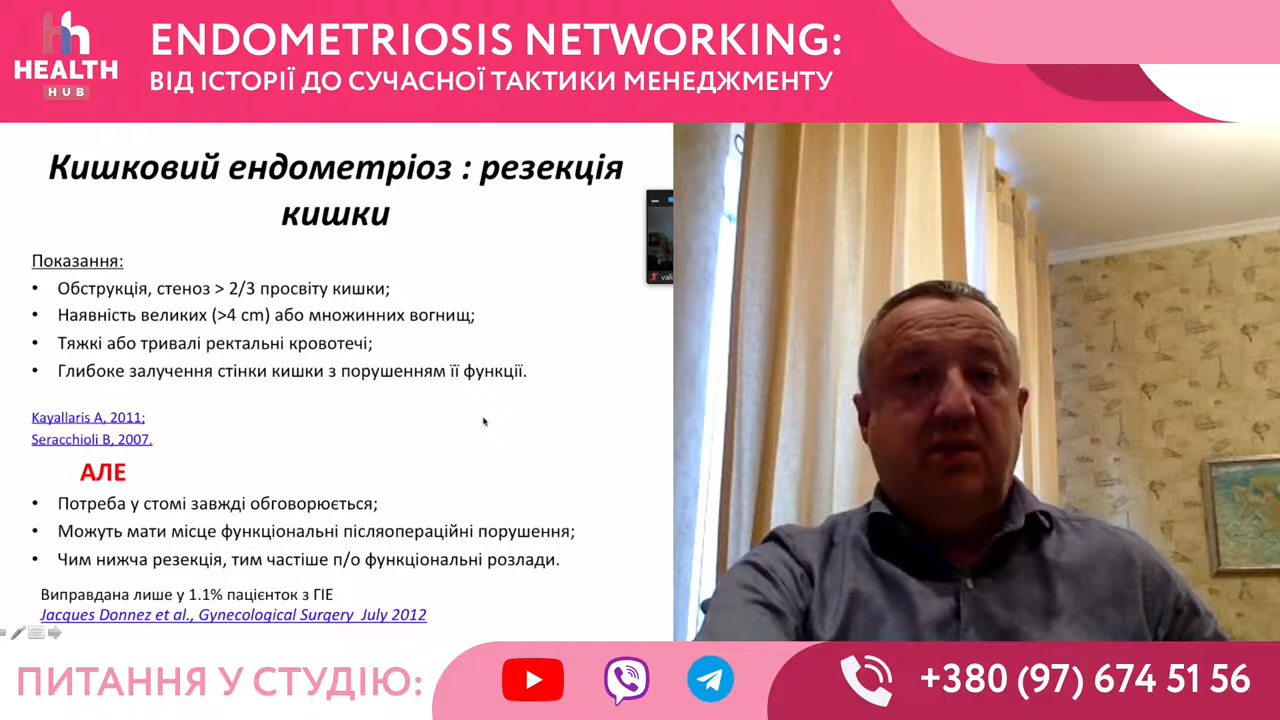 HEALTH
HUB
ENDOMETRIOSIS NETWORKING:
ВІД ІСТОРІЇ ДО СУЧАСНОЇ ТАКТИКИ МЕНЕДЖМЕНТУ
Кишковий ендометріоз : резекція
кишки
Показання:
• Обструкція, стеноз > 2/3 просвіту кишки;
• Наявність великих (>4 cm) або множинних вогнищ;
• Тяжкі або тривалі ректальні кровотечі;
• Глибоке залучення стінки кишки з порушенням її функції.
Kayallaris A, 2011;
Seracchioli B, 2007.
АЛЕ
• Потреба у стомі завжді обговорюється;
• Можуть мати місце функціональні післяопераційні порушення;
• Чим нижча резекція, тим частіше п/о функціональні розлади.
Виправдана лише у 1.1% пацієнток з ГІЕ
Jacques Donnez et al., Gynecological Surgery July 2012
ПИТАННЯ У СТУДІЮ:
+380 (97) 674 51 56